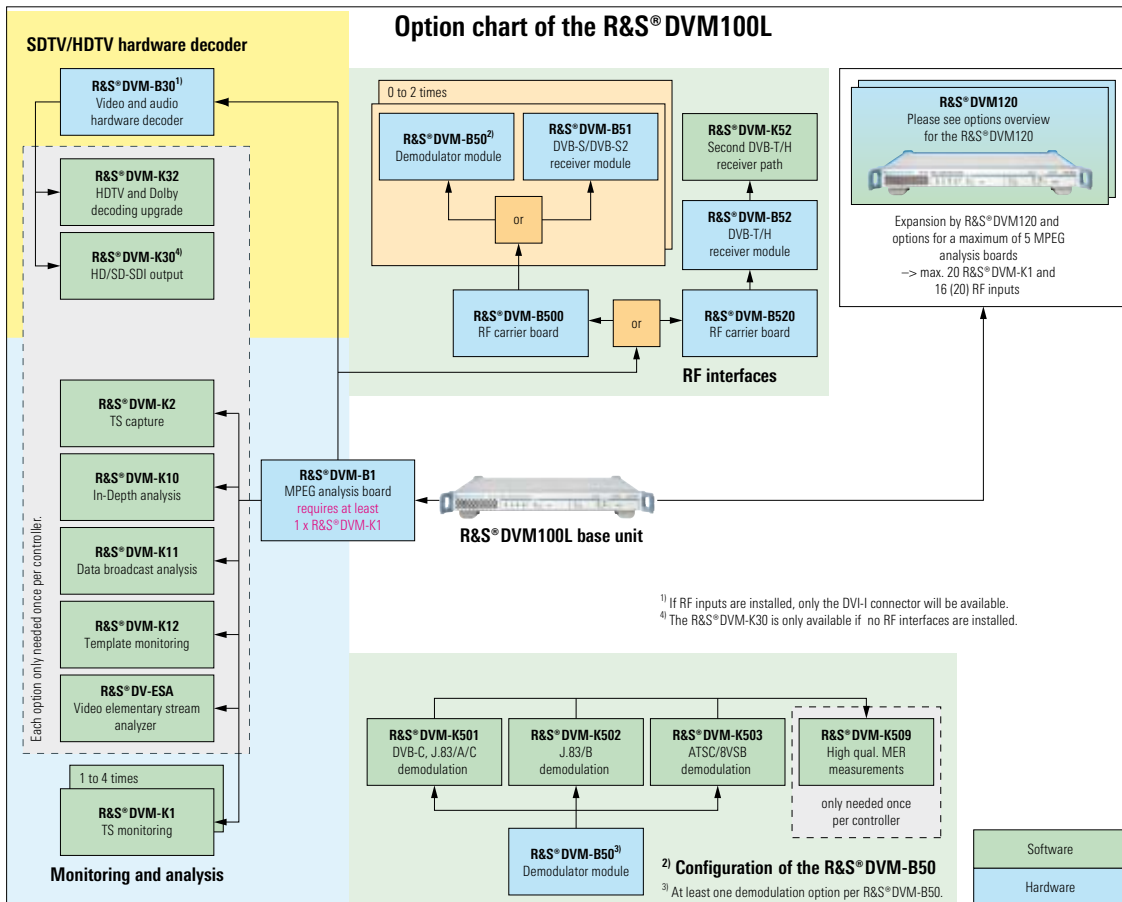 Option chart of the R&S® DVM100L
SDTV/HDTV hardware decoder
R&S®DVM-B30 1)
Video and audio
hardware decoder
R&S®DVM-K32
HDTV and Dolby
decoding upgrade
R&S®DVM-K30 4)
HD/SD-SDI output
0 to 2 times
R&S®DVM-B50 2)
Demodulator module
R&S®DVM-B51
DVB-S/DVB-S2
receiver module
or
R&S®DVM-K52
Second DVB-T/H
receiver path
R&S®DVM-B52
DVB-T/H
receiver module
R&S®DVM-B500
RF carrier board
or
R&S®DVM-B520
RF carrier board
RF interfaces
R&S®DVM120
Please see options overview
for the R&S®DVM120
Expansion by R&S®DVM120 and
options for a maximum of 5 MPEG
analysis boards
–> max. 20 R&S®DVM-K1 and
16 (20) RF inputs
Each option only needed once per controller.
R&S®DVM-K2
TS capture
R&S®DVM-K10
In-Depth analysis
R&S®DVM-K11
Data broadcast analysis
R&S®DVM-K12
Template monitoring
R&S®DV-ESA
Video elementary stream
analyzer
1 to 4 times
R&S®DVM-K1
TS monitoring
Monitoring and analysis
R&S®DVM-B1
MPEG analysis board
requires at least
1 x R&S®DVM-K1
R&S®DVM100L base unit
1) If RF inputs are installed, only the DVI-I connector will be available.
4) The R&S®DVM-K30 is only available if no RF interfaces are installed.
R&S®DVM-K501
DVB-C, J.83/A/C
demodulation
R&S®DVM-K502
J.83/B
demodulation
R&S®DVM-K503
ATSC/8VSB
demodulation
R&S®DVM-K509
High qual. MER
measurements
only needed once
per controller
R&S®DVM-B50 3)
Demodulator module
2) Configuration of the R&S®DVM-B50
3) At least one demodulation option per R&S®DVM-B50.
Software
Hardware